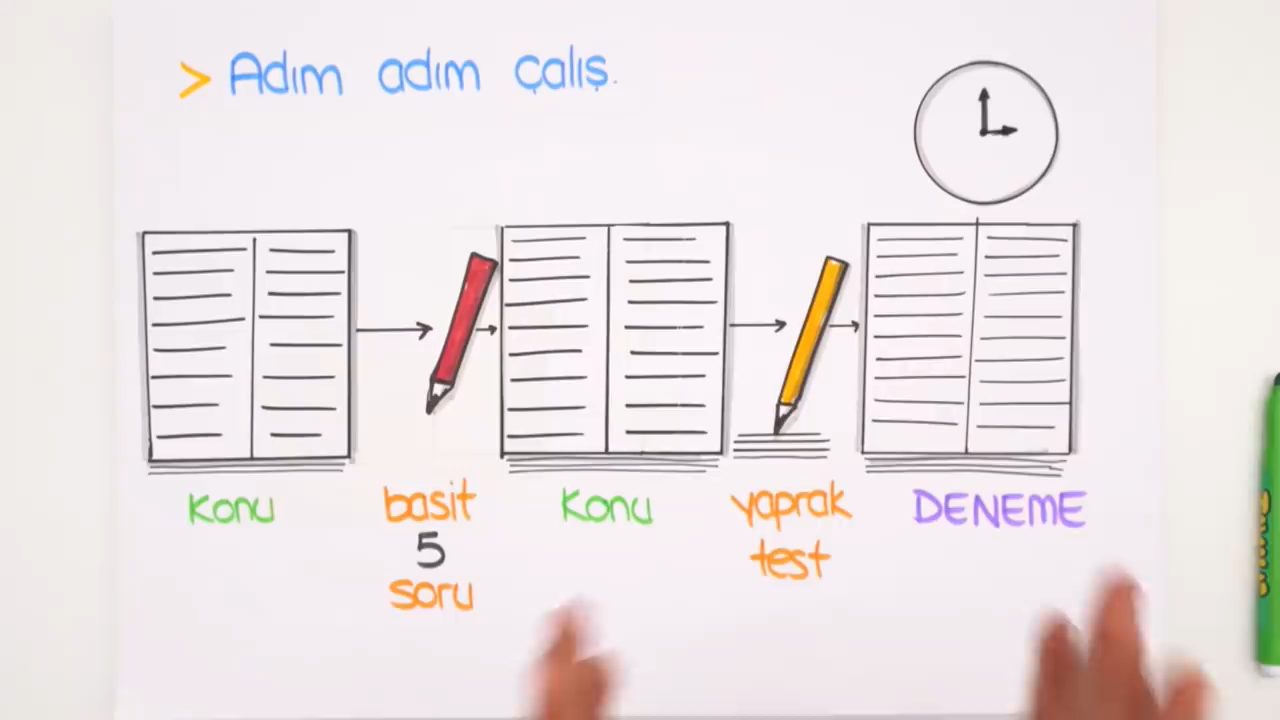 > Adım adım çalış.
Konu
basit
5
soru
Konu
yaprak
test
DENEME